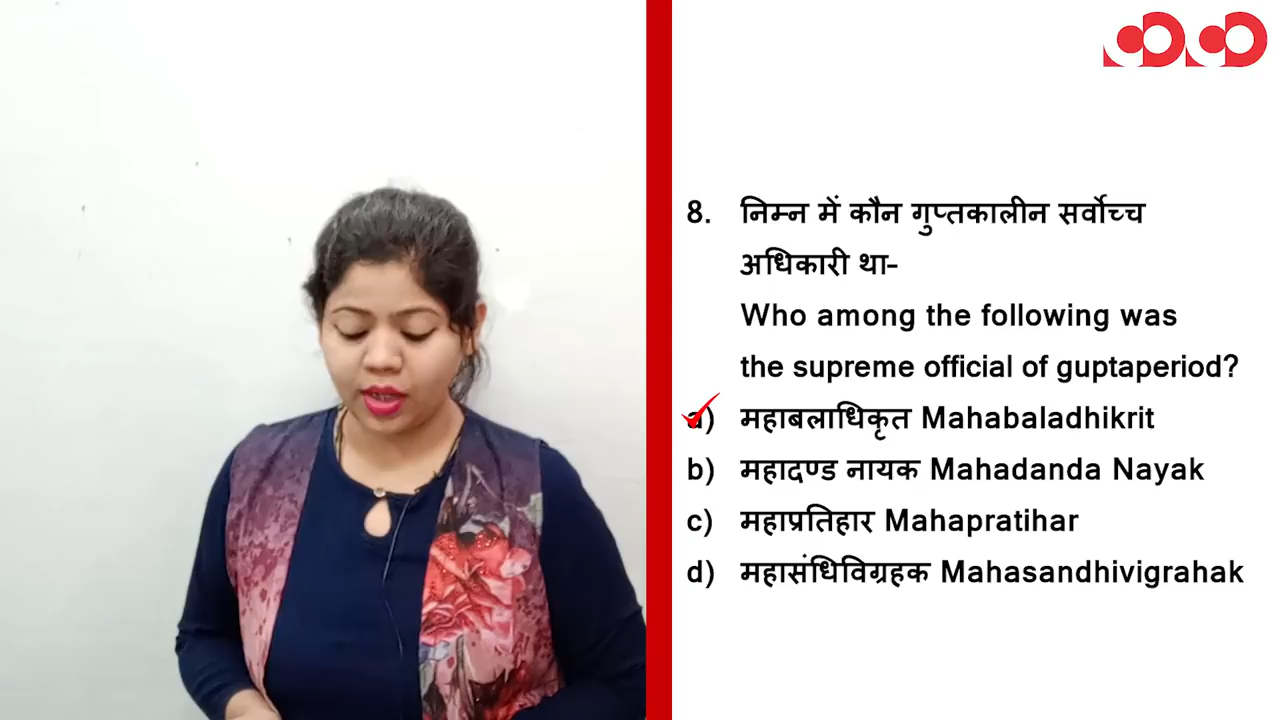 8. निम्न में कौन गुप्तकालीन सर्वोच्च
अधिकारी था-
Who among the following was
the supreme official of guptaperiod?
a) महाबलाधिकृत Mahabaladhikrit
b) महादण्ड नायक Mahadanda Nayak
c) महाप्रतिहार Mahapratihar
d) महासंधिविग्रहक Mahasandhivigrahak